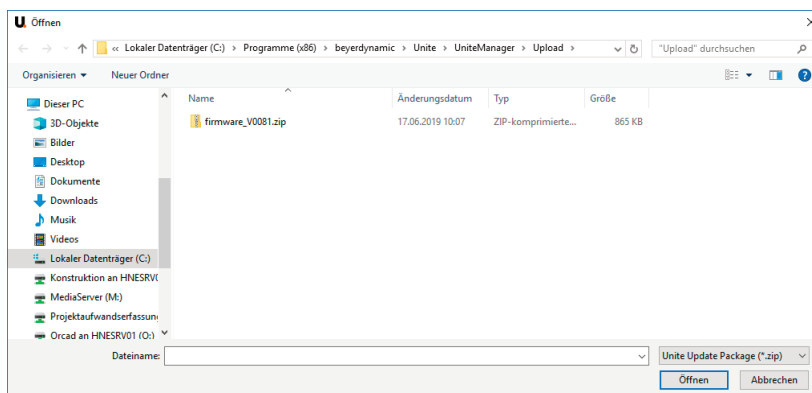 U Öffnen
« Lokaler Datenträger (C:) › Programme (x86) › beyerdynamic › Unite › UniteManager › Upload ›
"Upload" durchsuchen
Organisieren
Neuer Ordner
Name Änderungsdatum Typ Größe
firmware_V0081.zip 17.06.2019 10:07 ZIP-komprimierte... 865 KB
Dieser PC
3D-Objekte
Bilder
Desktop
Dokumente
Downloads
Musik
Videos
Lokaler Datenträger (C:)
Konstruktion an HNESRV0
MediaServer (M:)
Projektaufwandserfassun
Orcad an HNESRV01 (O:)
Dateiname:
Unite Update Package (*.zip)
Öffnen Abbrechen